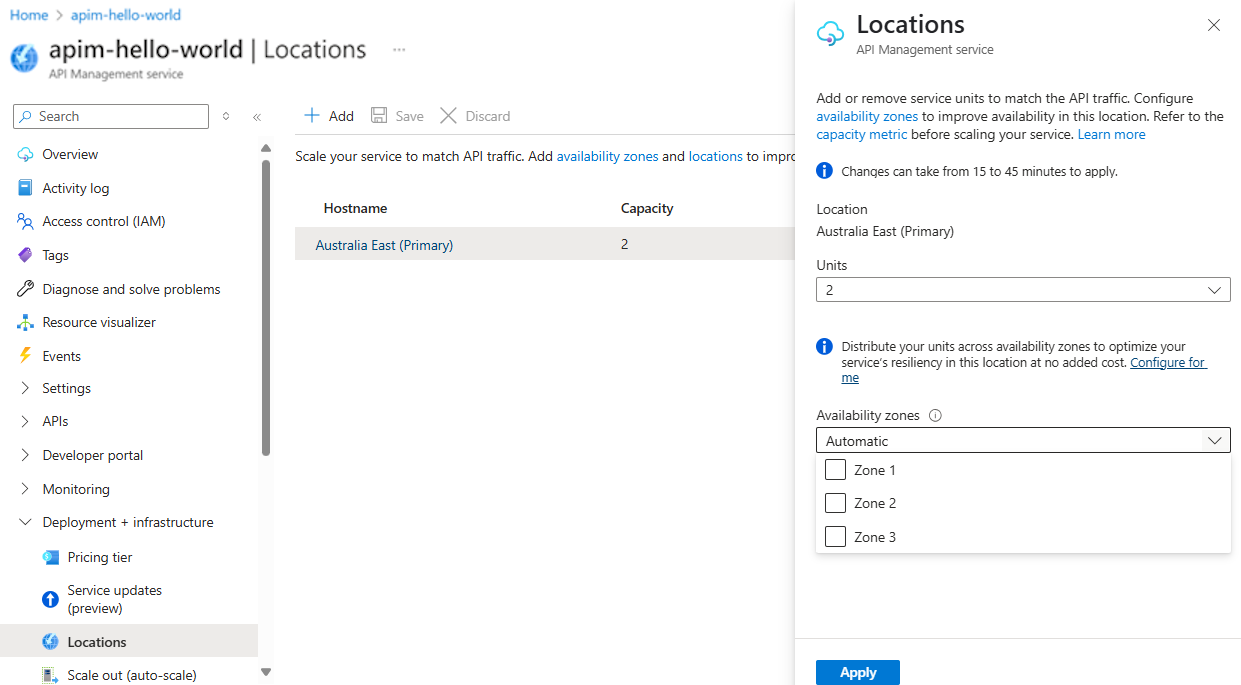 Home > apim-hello-world
apim-hello-world | Locations ...
API Management service
Search
Overview
Activity log
Access control (IAM)
Tags
Diagnose and solve problems
Resource visualizer
Events
Settings
APIs
Developer portal
Monitoring
Deployment + infrastructure
Pricing tier
Service updates
(preview)
Locations
Scale out (auto-scale)
+ Add Save Discard
Scale your service to match API traffic. Add availability zones and locations to impro
Hostname Capacity
Australia East (Primary) 2
Locations
API Management service
Add or remove service units to match the API traffic. Configure
availability zones to improve availability in this location. Refer to the
capacity metric before scaling your service. Learn more
Changes can take from 15 to 45 minutes to apply.
Location
Australia East (Primary)
Units
2
Distribute your units across availability zones to optimize your
service's resiliency in this location at no added cost. Configure for
me
Availability zones
Automatic
Zone 1
Zone 2
Zone 3
Apply